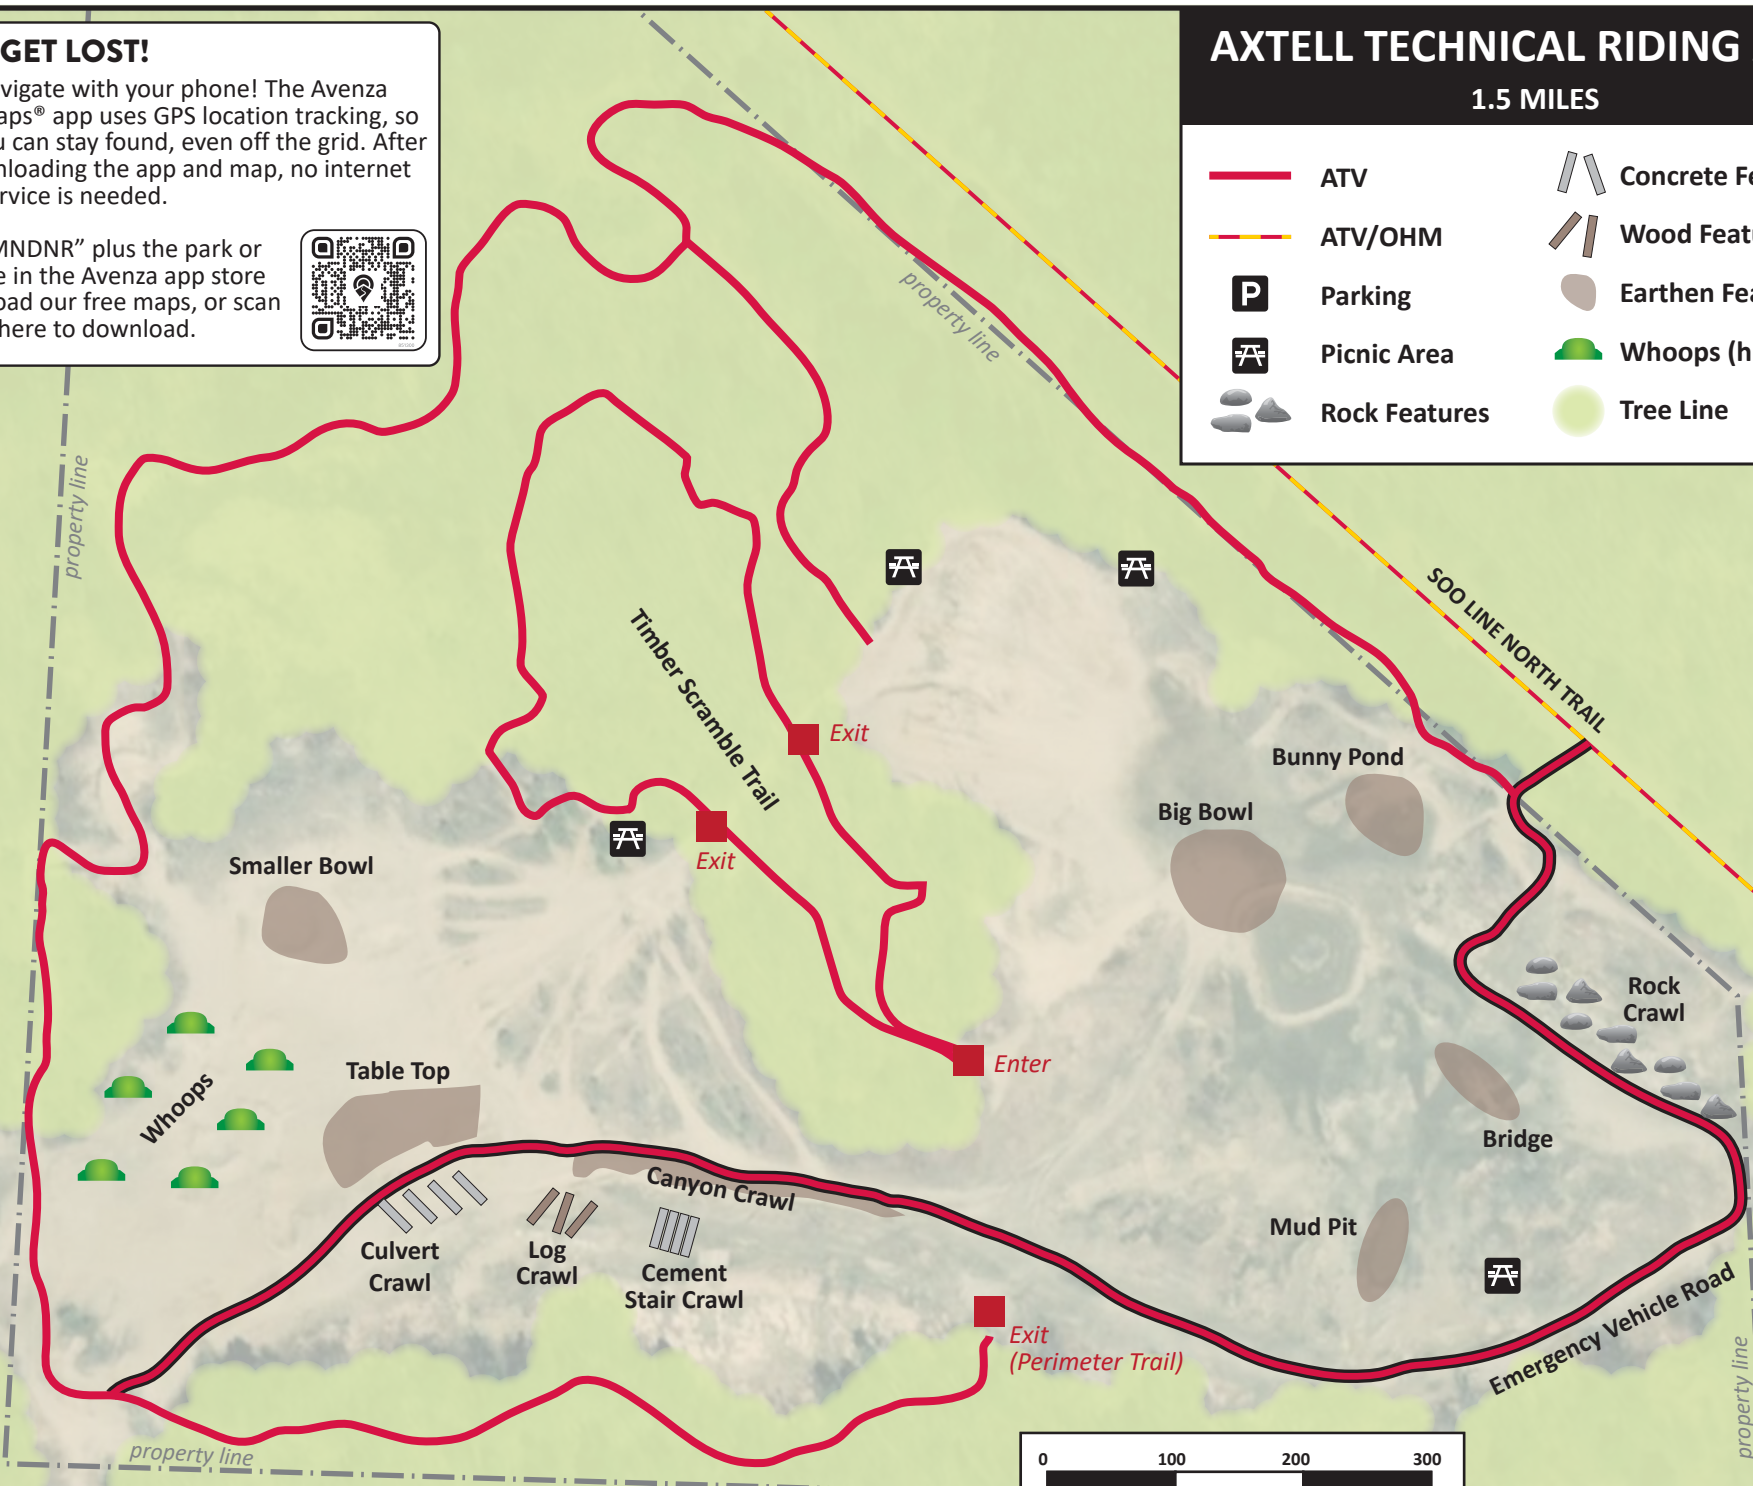 GET LOST!
vigate with your phone! The Avenza
aps® app uses GPS location tracking, so
u can stay found, even off the grid. After
nloading the app and map, no internet
rvice is needed.
MNDNR” plus the park or
e in the Avenza app store
oad our free maps, or scan
here to download.
AXTELL TECHNICAL RIDING
1.5 MILES
ATV
ATV/OHM
P
Parking
Picnic Area
Rock Features
Concrete Fe
Wood Featu
Earthen Fea
Whoops (h
Tree Line
property line
property line
SOO LINE NORTH TRAIL
Timber Scramble Trail
Exit
Exit
Bunny Pond
Big Bowl
Smaller Bowl
Rock
Crawl
Enter
Table Top
Whoops
Bridge
Canyon Crawl
Mud Pit
Culvert
Crawl
Log
Crawl
Cement
Stair Crawl
Exit
(Perimeter Trail)
Emergency Vehicle Road
property line
property line
0 100 200 300